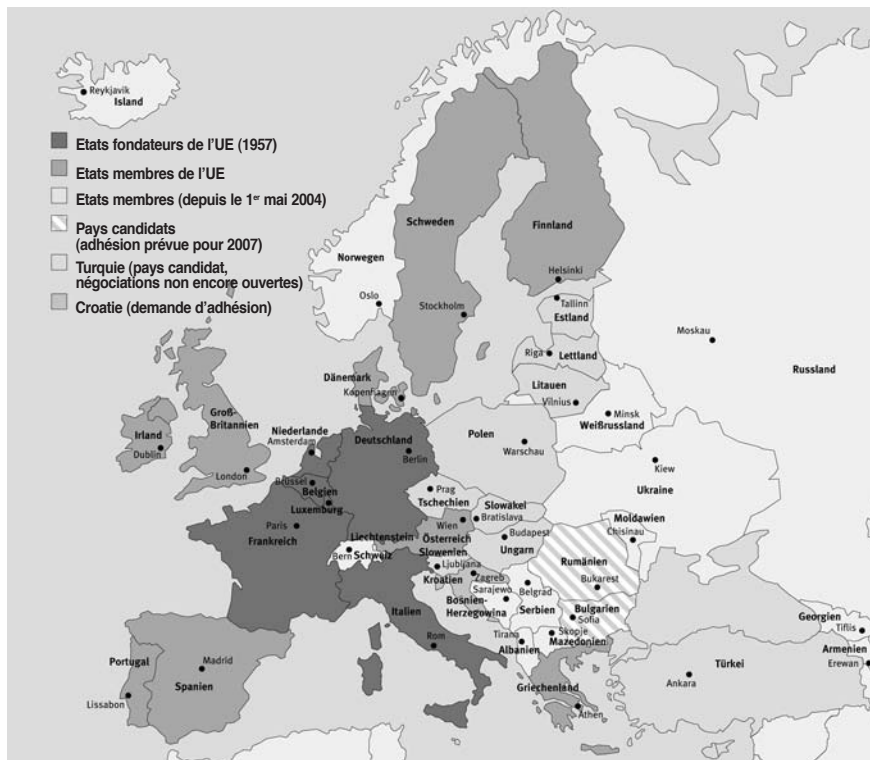 Reykjavik
Island
Etats fondateurs de l'UE (1957)
Etats membres de l'UE
Etats membres (depuis le 1er mai 2004)
Pays candidats
(adhésion prévue pour 2007)
Turquie (pays candidat,
négociations non encore ouvertes)
Croatie (demande d'adhésion)
Schweden
Finnland
Norwegen
Helsinki
Oslo
Stockholm
Tallinn
Estland
Moskau
Riga
Lettland
Russland
Dänemark
Kopenhagen
Litauen
Vilnius
Minsk
Weißrussland
Groß-
Britannien
Irland
Dublin
London
Niederlande
Amsterdam
Deutschland
Berlin
Polen
Warschau
Brüssel
Belgien
Luxemburg
Prag
Tschechien
Kiew
Ukraine
Slowakei
Bratislava
Paris
Frankreich
Liechtenstein
Wien
Österreich
Budapest
Ungarn
Moldawien
Chisinau
Bern
Schweiz
Slowenien
Ljubljana
Kroatien
Zagreb
Rumänien
Bukarest
Sarajewo
Bosnien-
Herzegowina
Belgrad
Serbien
Bulgarien
Sofia
Italien
Rom
Tirana
Albanien
Skopje
Mazedonien
Georgien
Tiflis
Armenien
Erewan
Portugal
Lissabon
Madrid
Spanien
Griechenland
Athen
Türkei
Ankara